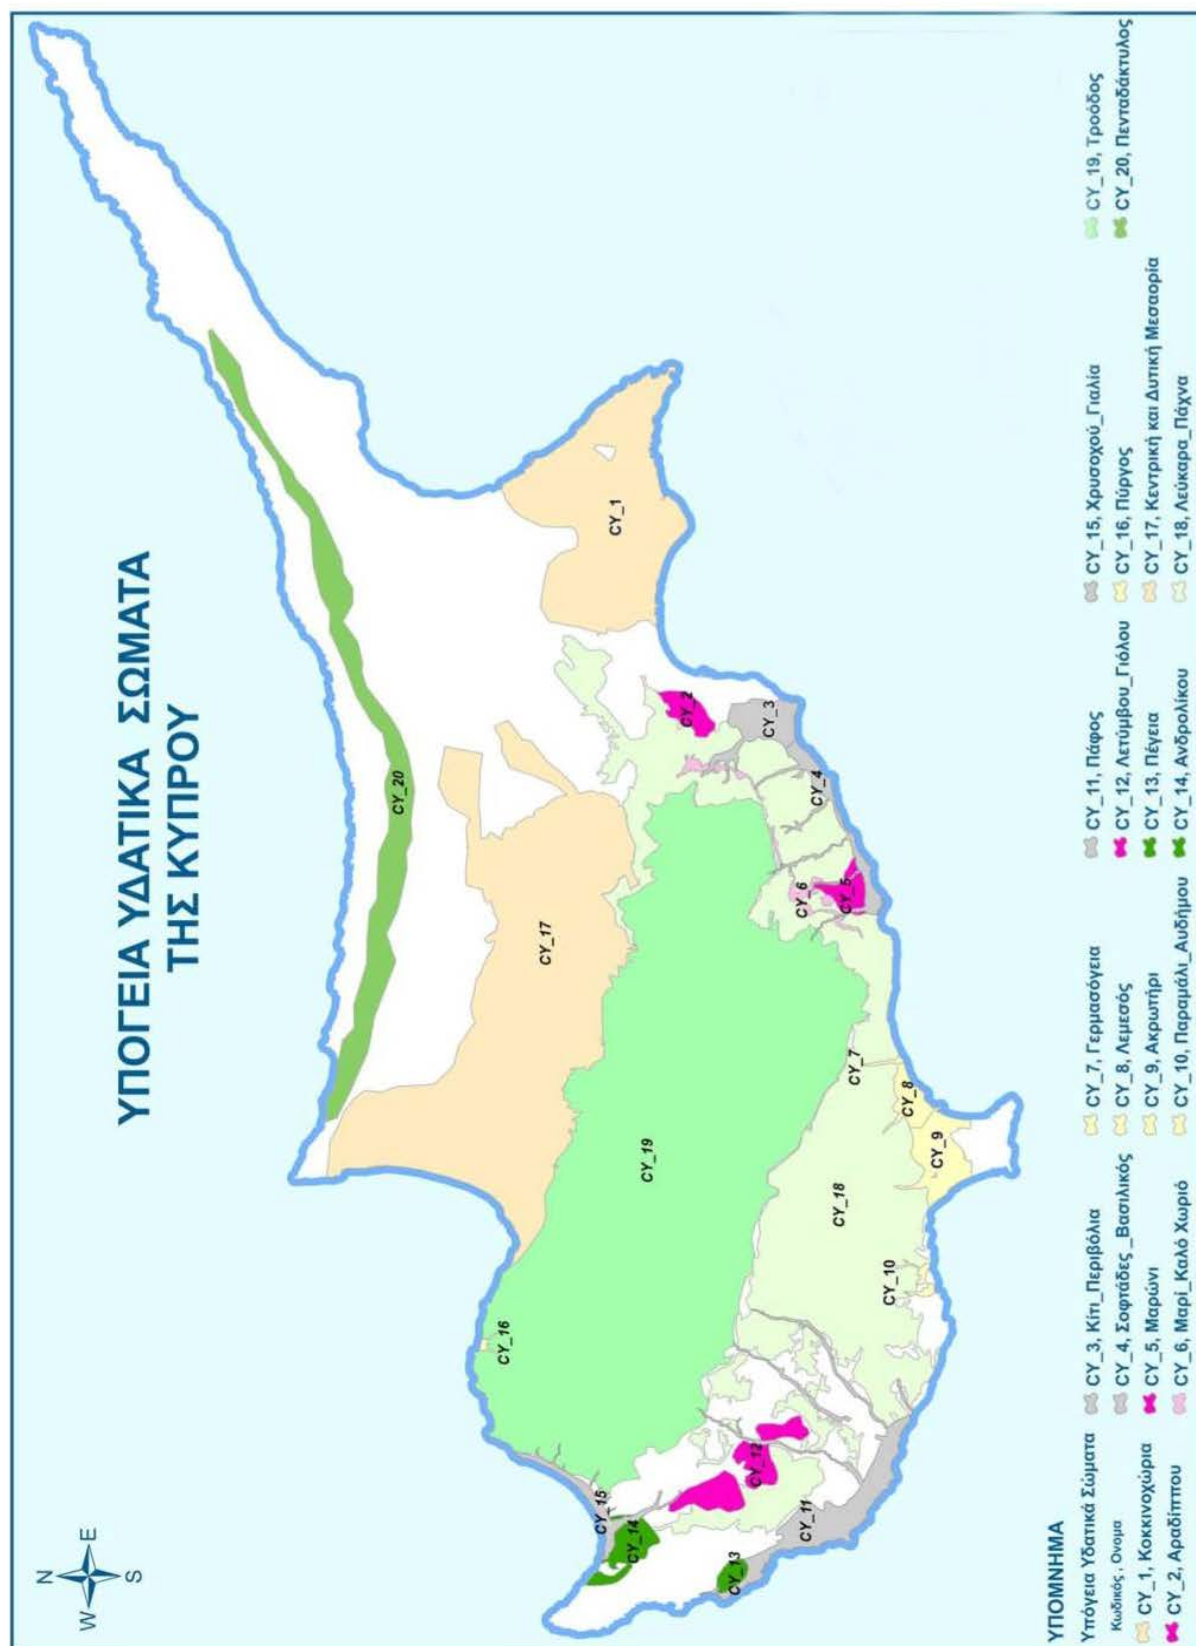 ΥΠΟΓΕΙΑ ΥΔΑΤΙΚΑ ΣΩΜΑΤΑ
ΤΗΣ ΚΥΠΡΟΥ
N
W
E
S
CY_20
CY_17
CY_1
CY_19
CY_16
CY_2
CY_3
CY_4
CY_5
CY_6
CY_7
CY_8
CY_9
CY_18
CY_10
CY_15
CY_14
CY_13
CY_12
CY_11
ΥΠΟΜΝΗΜΑ
Υπόγεια Υδατικά Σώματα
Κωδικός, Ονομα
CY_1, Κοκκινοχώρια
CY_2, Αραδίππου
CY_3, Κίτι_Περιβόλια
CY_4, Σοφτάδες_Βασιλικός
CY_5, Μαρώνι
CY_6, Μαρί_Καλό Χωριό
CY_7, Γερμασόγεια
CY_8, Λεμεσός
CY_9, Ακρωτήρι
CY_10, Παραμάλι_Αυδήμου
CY_11, Πάφος
CY_12, Λετύμβου_Γιόλου
CY_13, Πέγεια
CY_14, Ανδρολίκου
CY_15, Χρυσοχού_Γιαλία
CY_16, Πύργος
CY_17, Κεντρική και Δυτική Μεσαορία
CY_18, Λεύκαρα_Πάχνα
CY_19, Τροόδος
CY_20, Πενταδάκτυλος